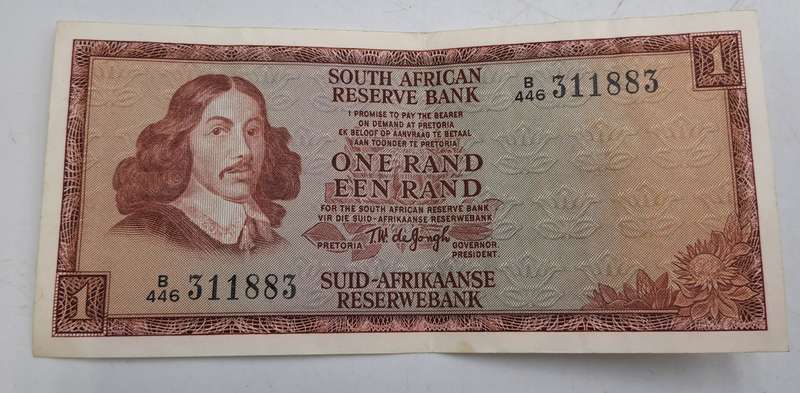 1
SOUTH AFRICAN
RESERVE BANK
B/446 311883
I PROMISE TO PAY THE BEARER
ON DEMAND AT PRETORIA
EK BELOOF OP AANVRAAG TE BETAAL
AAN TOONDER TE PRETORIA
ONE RAND
EEN RAND
FOR THE SOUTH AFRICAN RESERVE BANK
VIR DIE SUID-AFRIKAANSE RESERWEBANK
PRETORIA T.W. de Jongh GOVERNOR.
PRESIDENT.
B/446 311883
SUID-AFRIKAANSE
RESERWEBANK
1